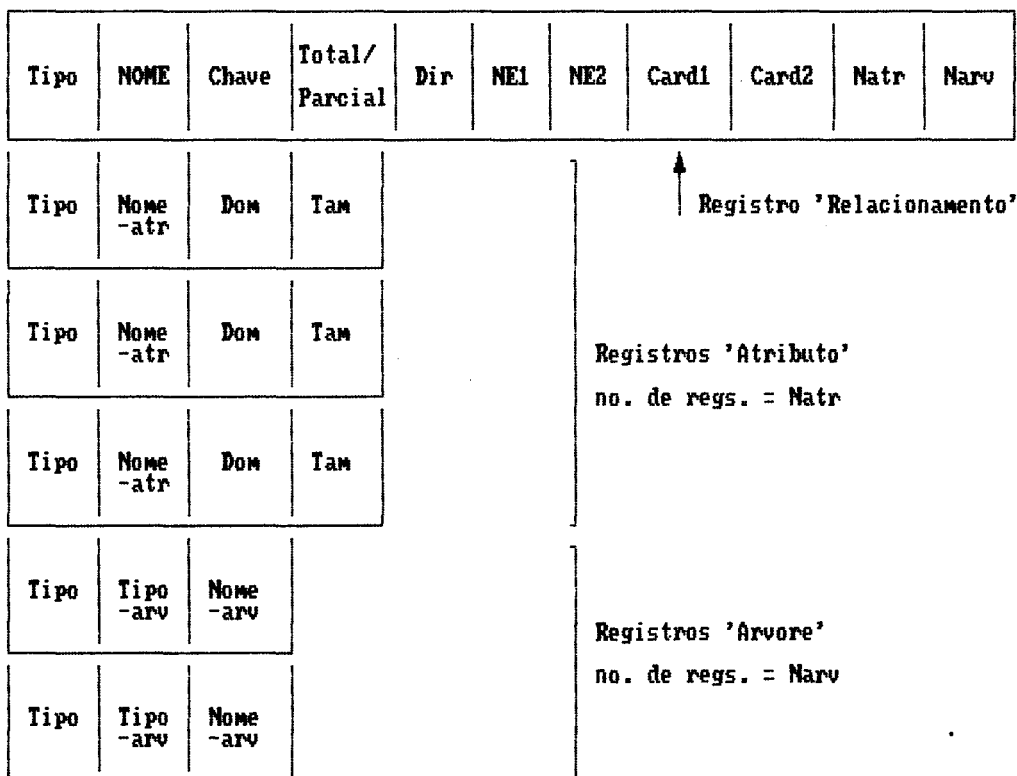 Tipo NOME Chave Total/ Parcial Dir NE1 NE2 Card1 Card2 Natr Narv
Registro 'Relacionamento'
Tipo Nome -atr Dom Tam
Tipo Nome -atr Dom Tam
Registros 'Atributo'
no. de regs. = Natr
Tipo Nome -atr Dom Tam
Tipo Tipo -arv Nome -arv
Registros 'Arvore'
no. de regs. = Narv
Tipo Tipo -arv Nome -arv